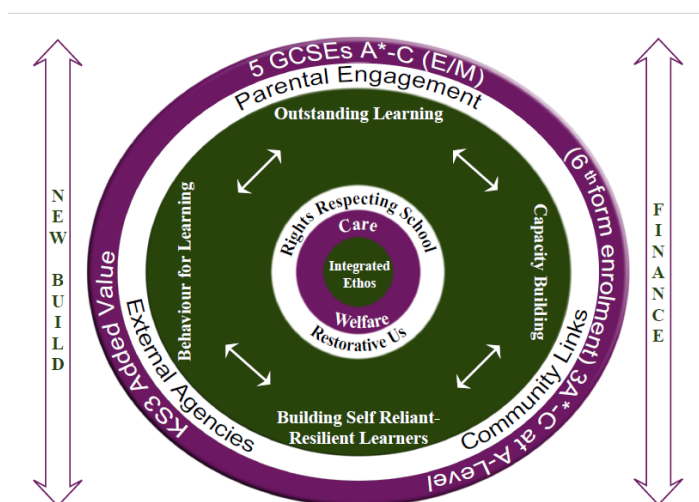 5 GCSEs A*-C (E/M)
Parental Engagement
Outstanding Learning
NEW BUILD
FINANCE
(6th form enrolment) 3A*-C at A-Level
KS3 Added Value
Behaviour for Learning
Capacity Building
Rights Respecting School
Care
Integrated
Ethos
Welfare
Restorative Us
External Agencies
Community Links
Building Self Reliant-
Resilient Learners